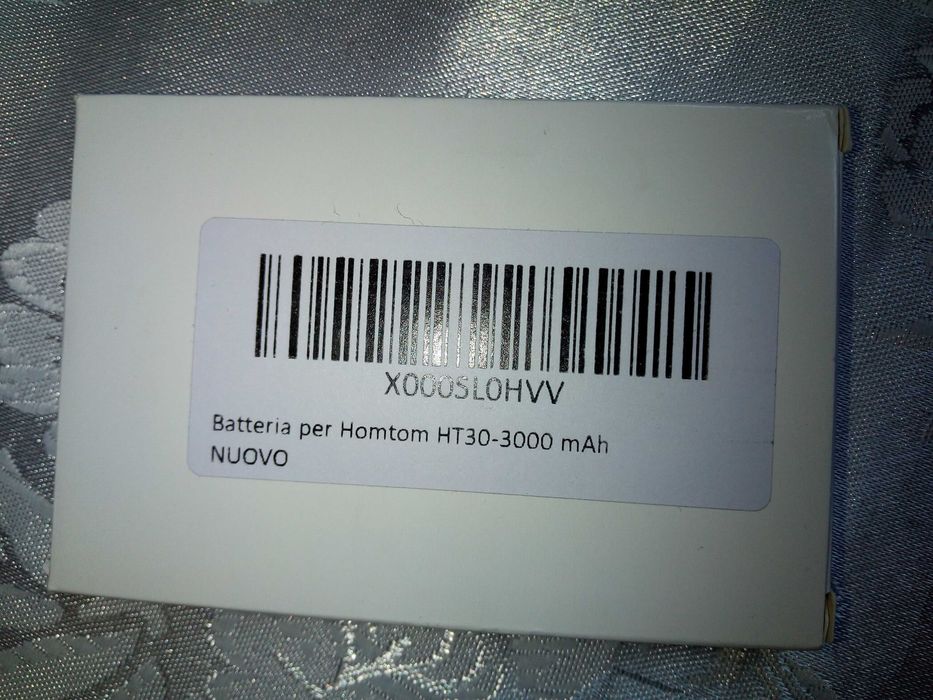 X000SL0HVV
Batteria per Homtom HT30-3000 mAh
NUOVO